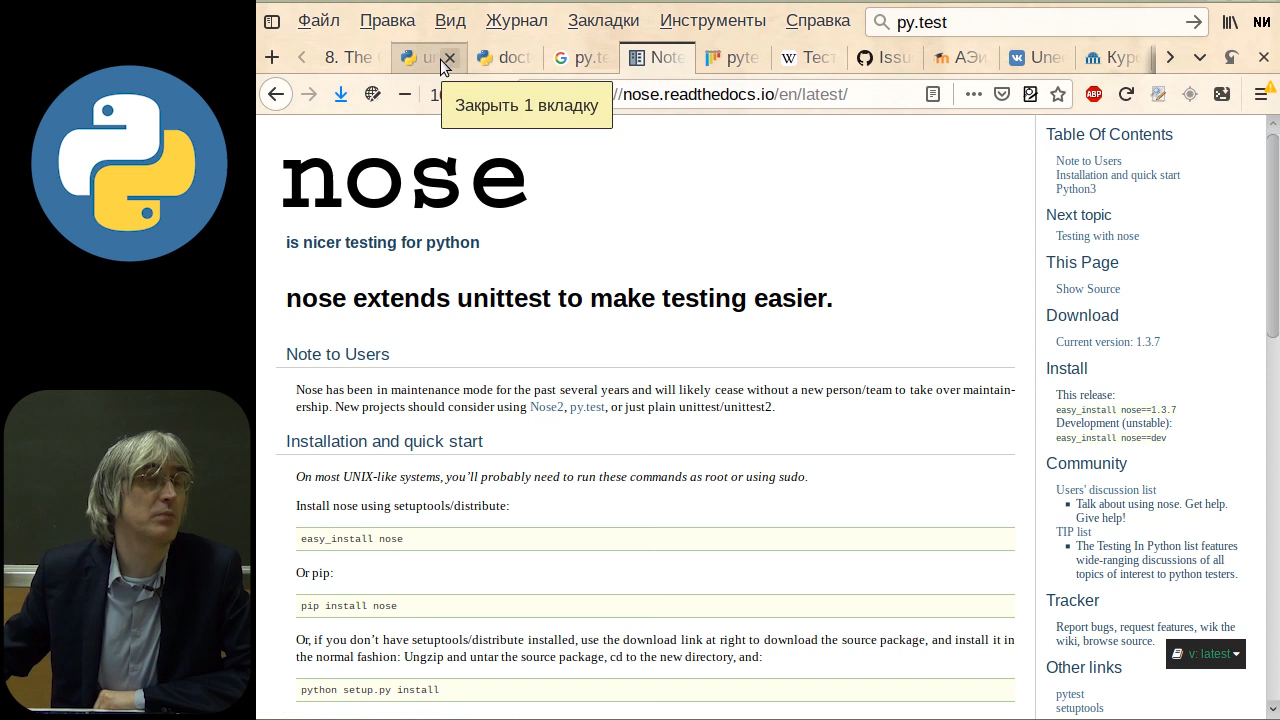 Файл Правка Вид Журнал Закладки Инструменты Справка py.test
8. The doct py.te Note pyte Тест Issu АЭи Unec Курс
Закрыть 1 вкладку
//nose.readthedocs.io/en/latest/
ABP
nose
is nicer testing for python
nose extends unittest to make testing easier.
Note to Users
Nose has been in maintenance mode for the past several years and will likely cease without a new person/team to take over maintain-
ership. New projects should consider using Nose2, py.test, or just plain unittest/unittest2.
Installation and quick start
On most UNIX-like systems, you'll probably need to run these commands as root or using sudo.
Install nose using setuptools/distribute:
easy_install nose
Or pip:
pip install nose
Or, if you don't have setuptools/distribute installed, use the download link at right to download the source package, and install it in
the normal fashion: Ungzip and untar the source package, cd to the new directory, and:
python setup.py install
Table Of Contents
Note to Users
Installation and quick start
Python3
Next topic
Testing with nose
This Page
Show Source
Download
Current version: 1.3.7
Install
This release:
easy_install nose==1.3.7
Development (unstable):
easy_install nose==dev
Community
Users' discussion list
Talk about using nose. Get help.
Give help!
TIP list
The Testing In Python list features
wide-ranging discussions of all
topics of interest to python testers.
Tracker
Report bugs, request features, wik the
wiki, browse source.
v: latest
Other links
pytest
setuptools